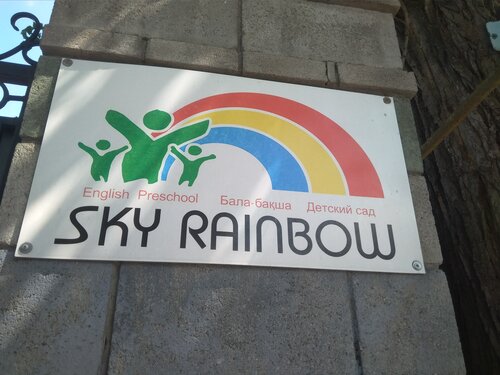 English Preschool Бала-бақша Детский сад
SKY RAINBOW